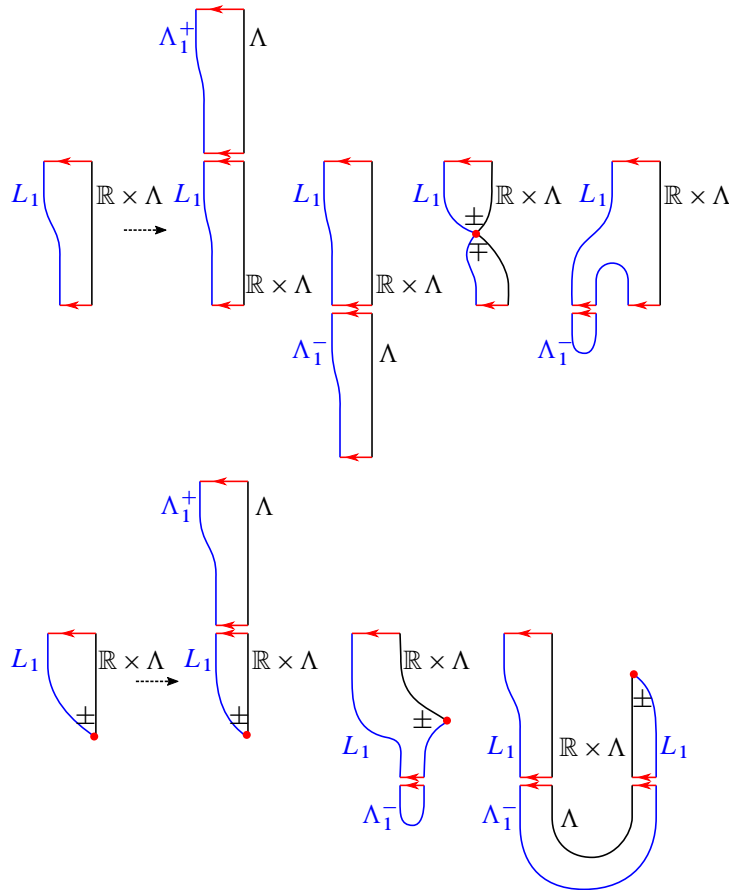 Λ₁⁺ Λ
L₁ ℝ × Λ L₁ ℝ × Λ L₁ ℝ × Λ L₁ ± ∓ ℝ × Λ L₁ ℝ × Λ
Λ₁⁻ Λ Λ₁⁻
Λ₁⁺ Λ
L₁ ± ℝ × Λ L₁ ± ℝ × Λ L₁ ± ℝ × Λ L₁ ℝ × Λ ± L₁
Λ₁⁻ Λ₁⁻ Λ